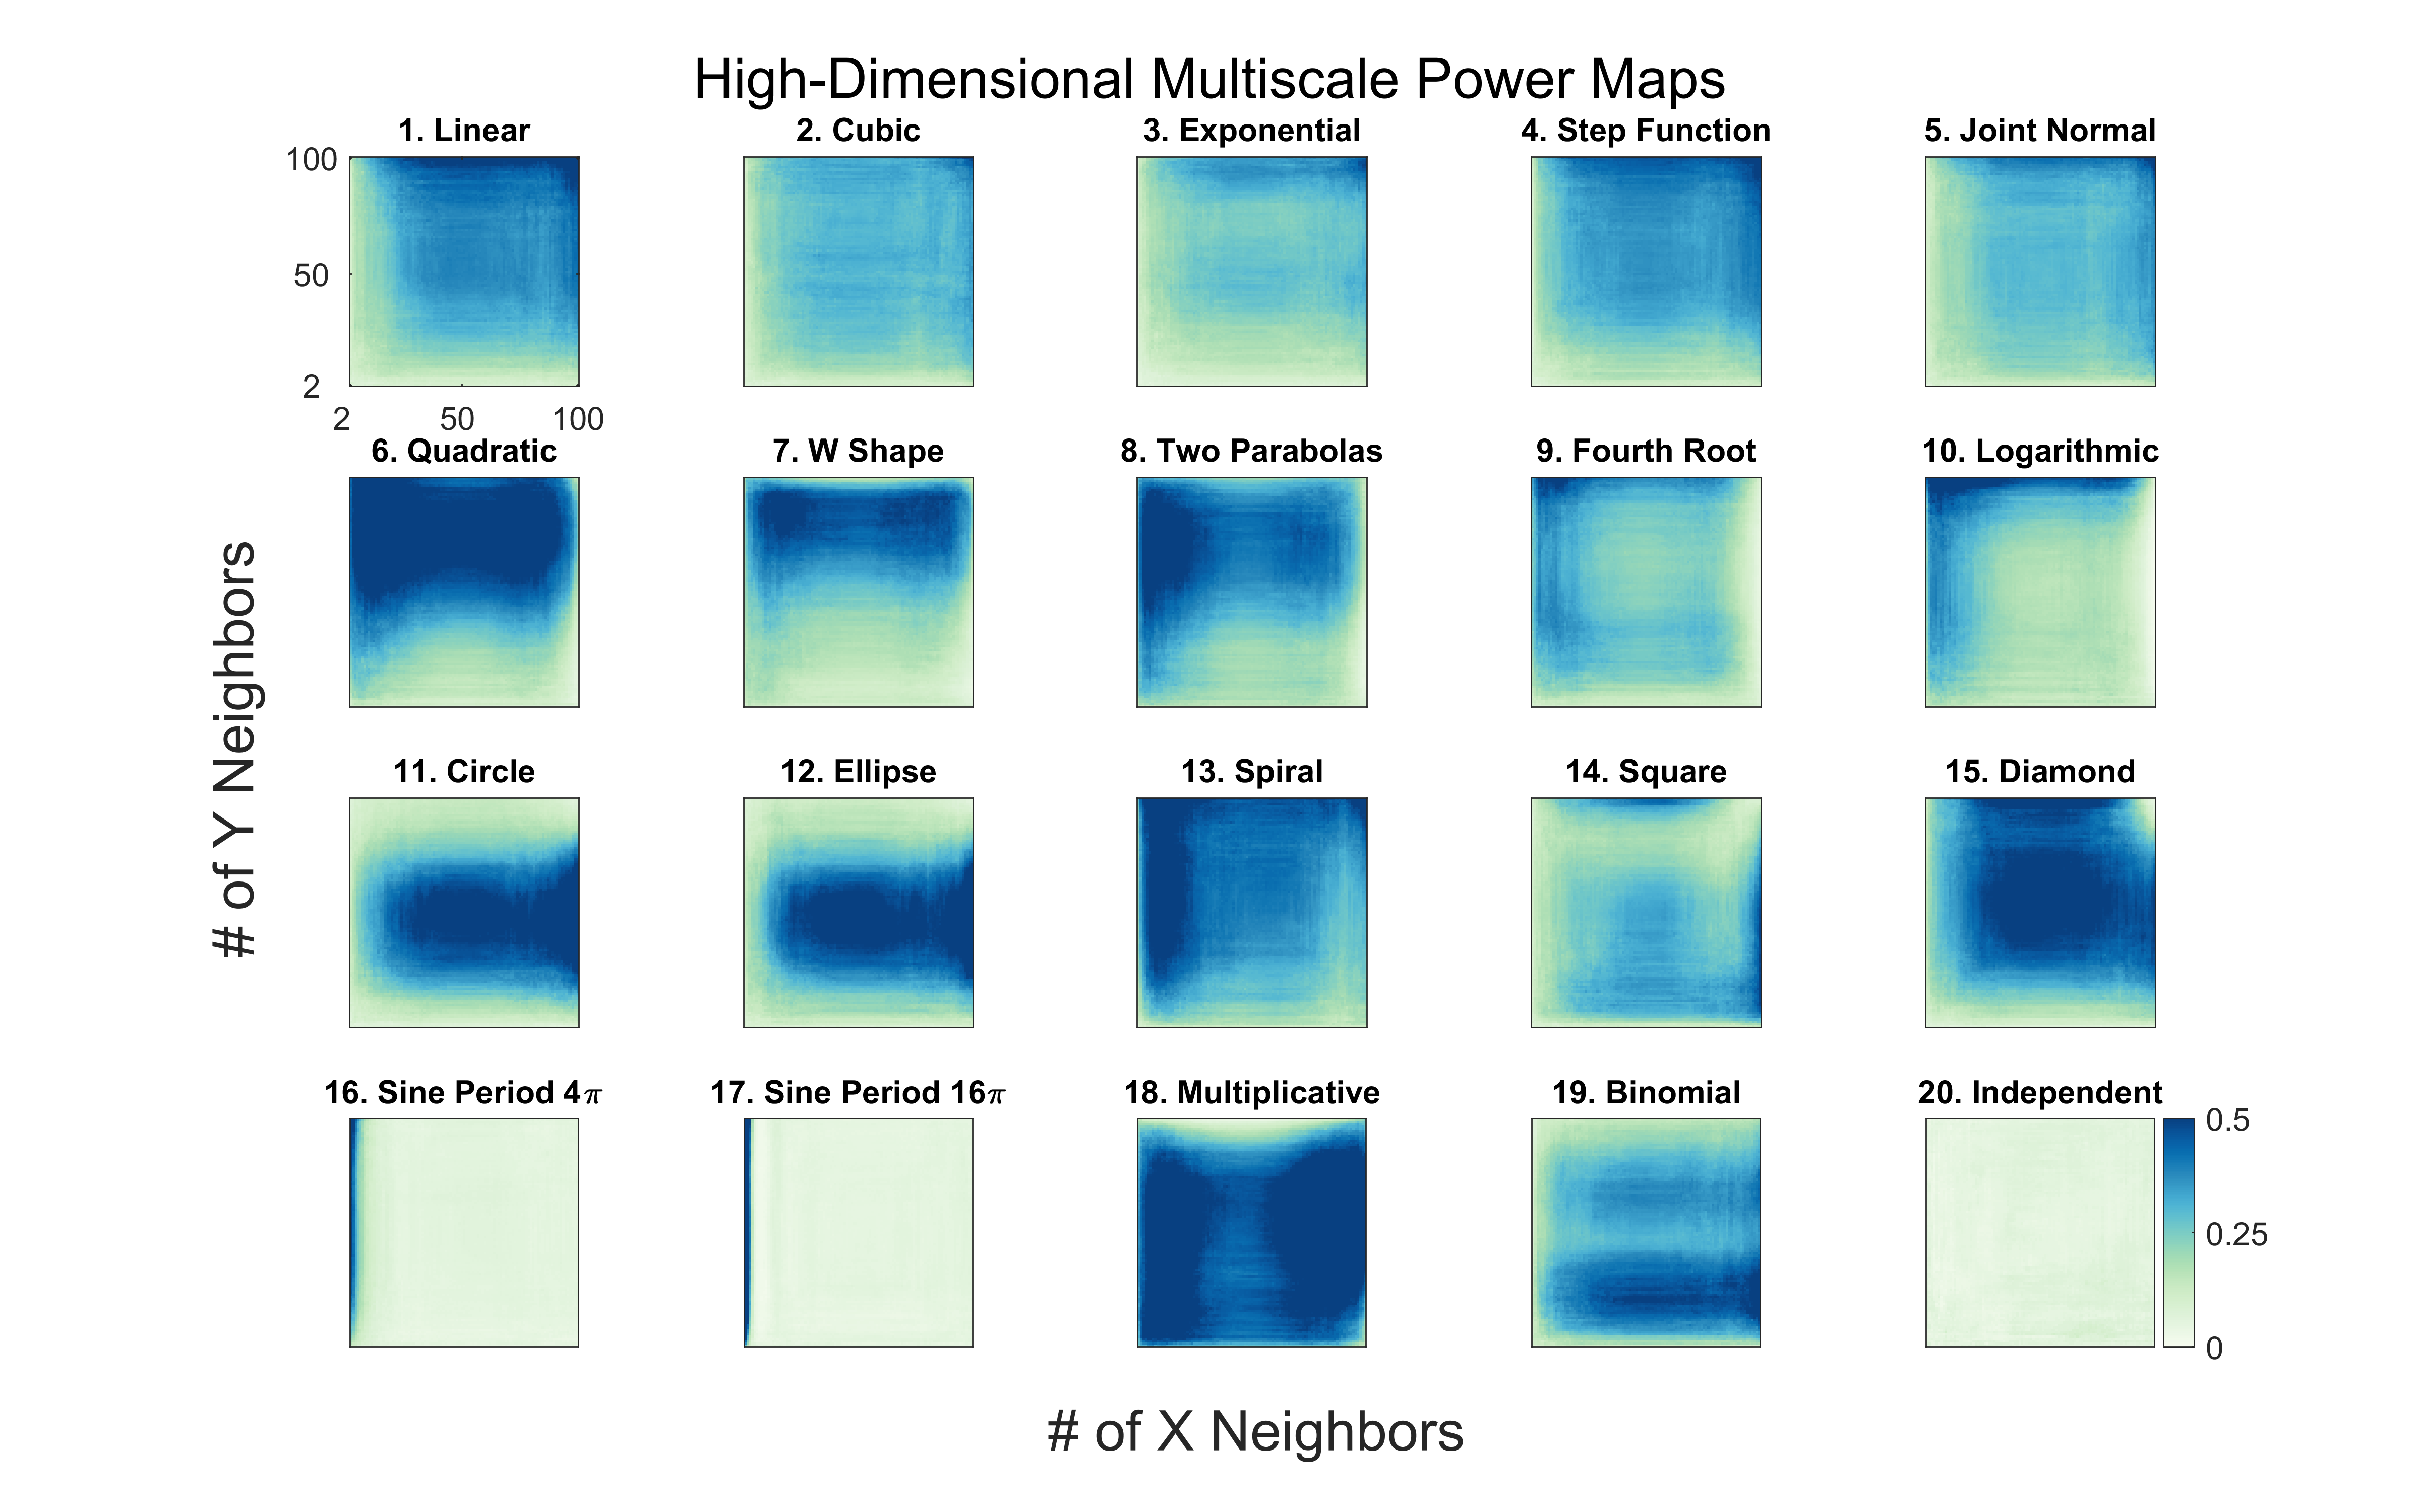 High-Dimensional Multiscale Power Maps
1. Linear
2. Cubic
3. Exponential
4. Step Function
5. Joint Normal
100
50
2
2
50
100
6. Quadratic
7. W Shape
8. Two Parabolas
9. Fourth Root
10. Logarithmic
# of Y Neighbors
11. Circle
12. Ellipse
13. Spiral
14. Square
15. Diamond
16. Sine Period 4π
17. Sine Period 16π
18. Multiplicative
19. Binomial
20. Independent
0.5
0.25
0
# of X Neighbors